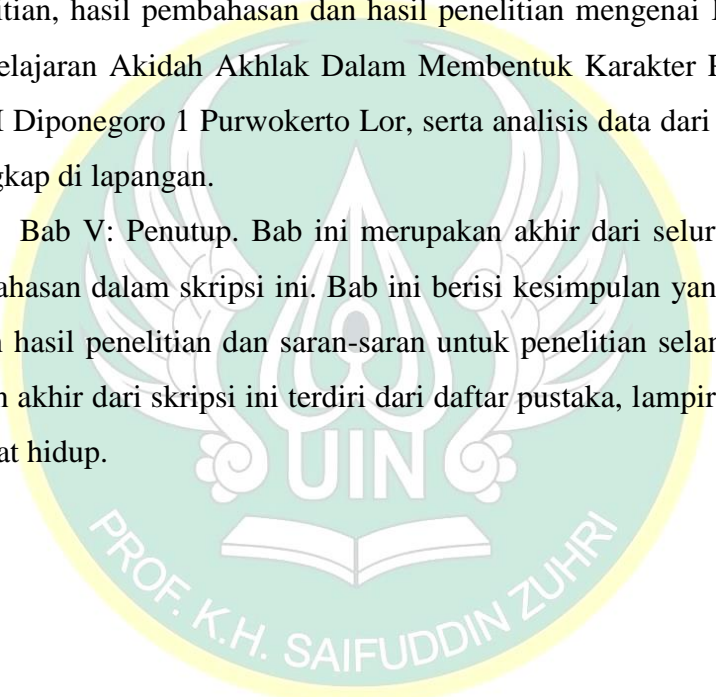 itian, hasil pembahasan dan hasil penelitian mengenai
elajaran Akidah Akhlak Dalam Membentuk Karakter
Diponegoro 1 Purwokerto Lor, serta analisis data dari
gkap di lapangan.
Bab V: Penutup. Bab ini merupakan akhir dari selur
ahasan dalam skripsi ini. Bab ini berisi kesimpulan yan
hasil penelitian dan saran-saran untuk penelitian selan
akhir dari skripsi ini terdiri dari daftar pustaka, lampir
at hidup.
UIN
PROF. K.H. SAIFUDDIN ZUHRI